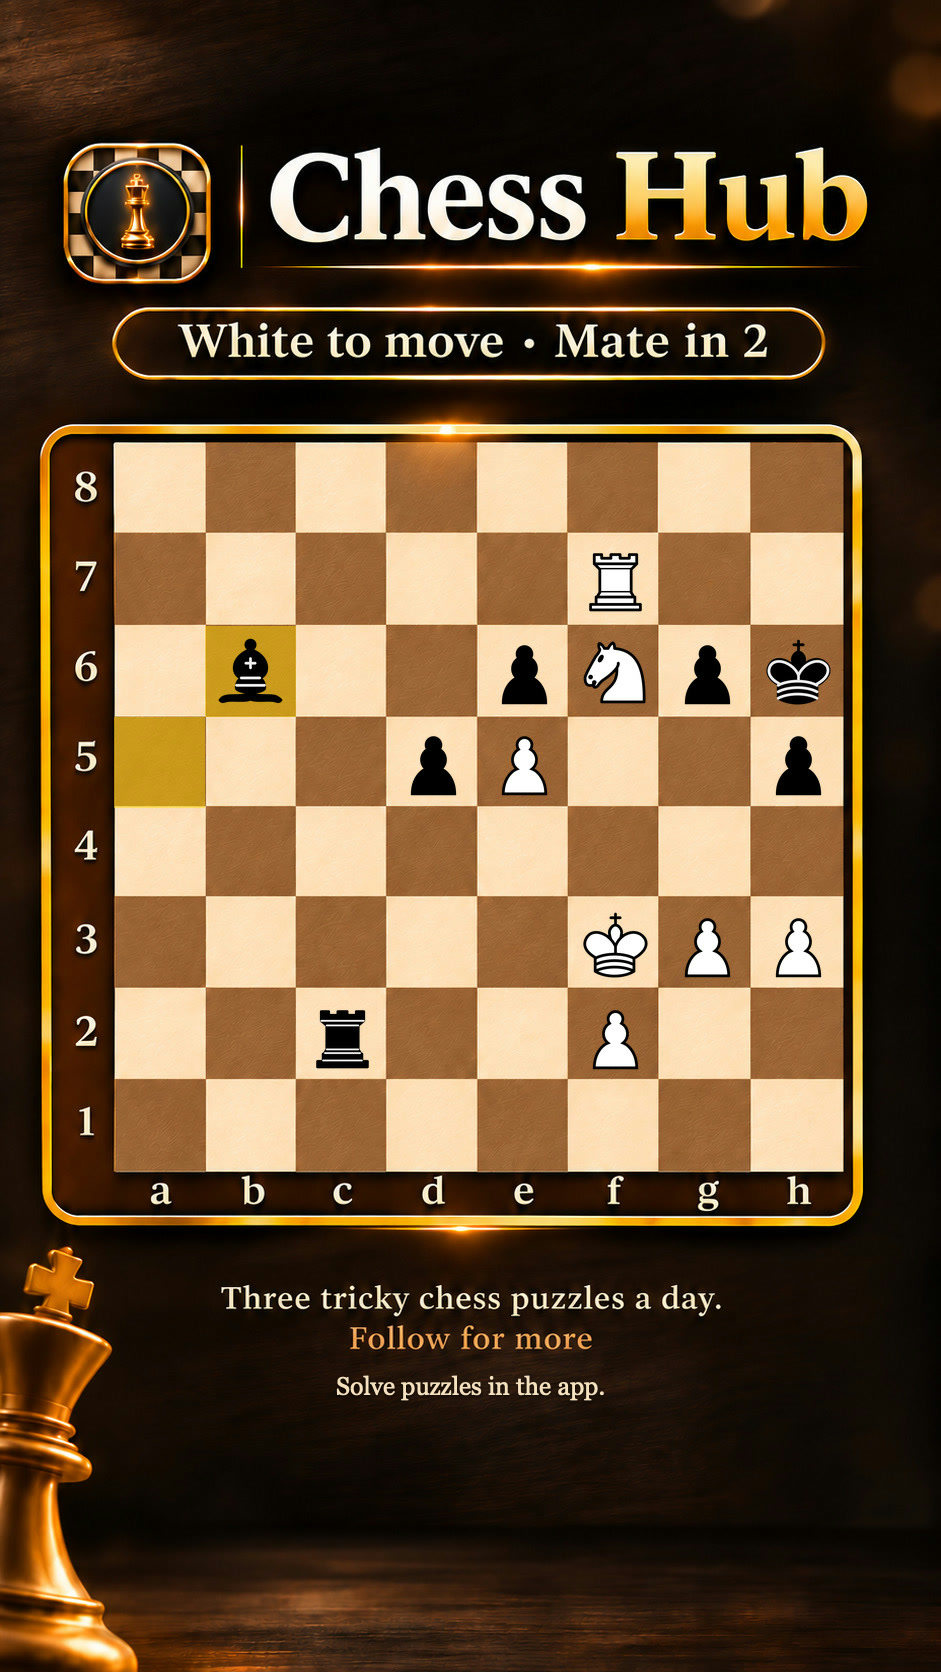 Chess Hub
White to move • Mate in 2
8
7
6
5
4
3
2
1
a b c d e f g h
Three tricky chess puzzles a day.
Follow for more
Solve puzzles in the app.